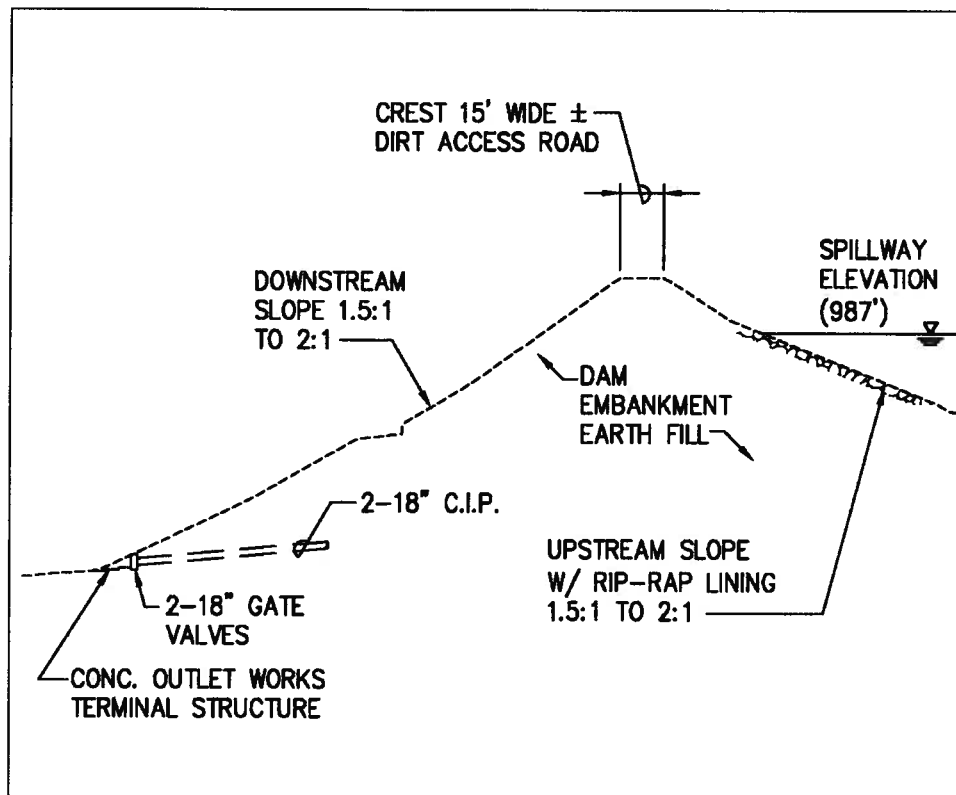 CREST 15' WIDE ±
DIRT ACCESS ROAD
SPILLWAY
ELEVATION
(987')
DOWNSTREAM
SLOPE 1.5:1
TO 2:1
DAM
EMBANKMENT
EARTH FILL
2-18" C.I.P.
UPSTREAM SLOPE
W/ RIP-RAP LINING
1.5:1 TO 2:1
2-18" GATE
VALVES
CONC. OUTLET WORKS
TERMINAL STRUCTURE